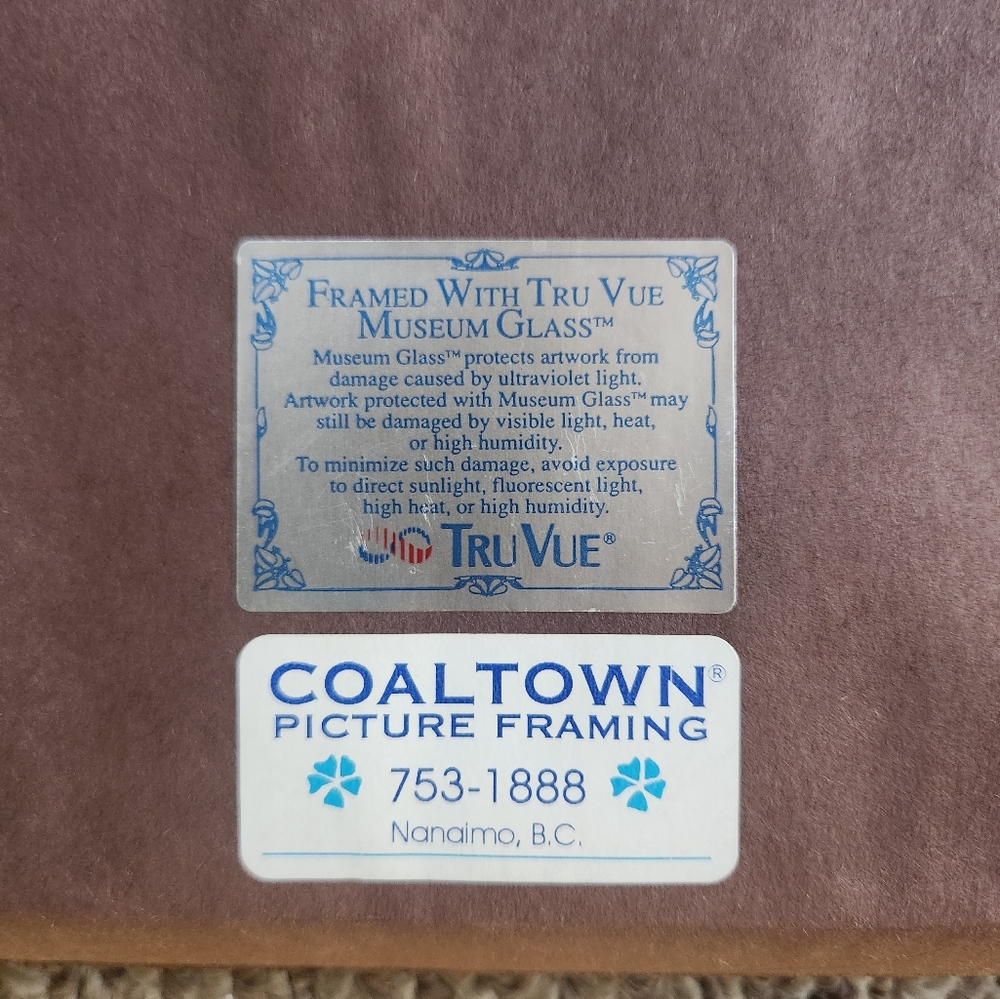 FRAMED WITH TRU VUE
MUSEUM GLASS™
Museum Glass™ protects artwork from
damage caused by ultraviolet light.
Artwork protected with Museum Glass™ may
still be damaged by visible light, heat,
or high humidity.
To minimize such damage, avoid exposure
to direct sunlight, fluorescent light,
high heat, or high humidity.
TRU VUE®
COALTOWN®
PICTURE FRAMING
753-1888
Nanaimo, B.C.